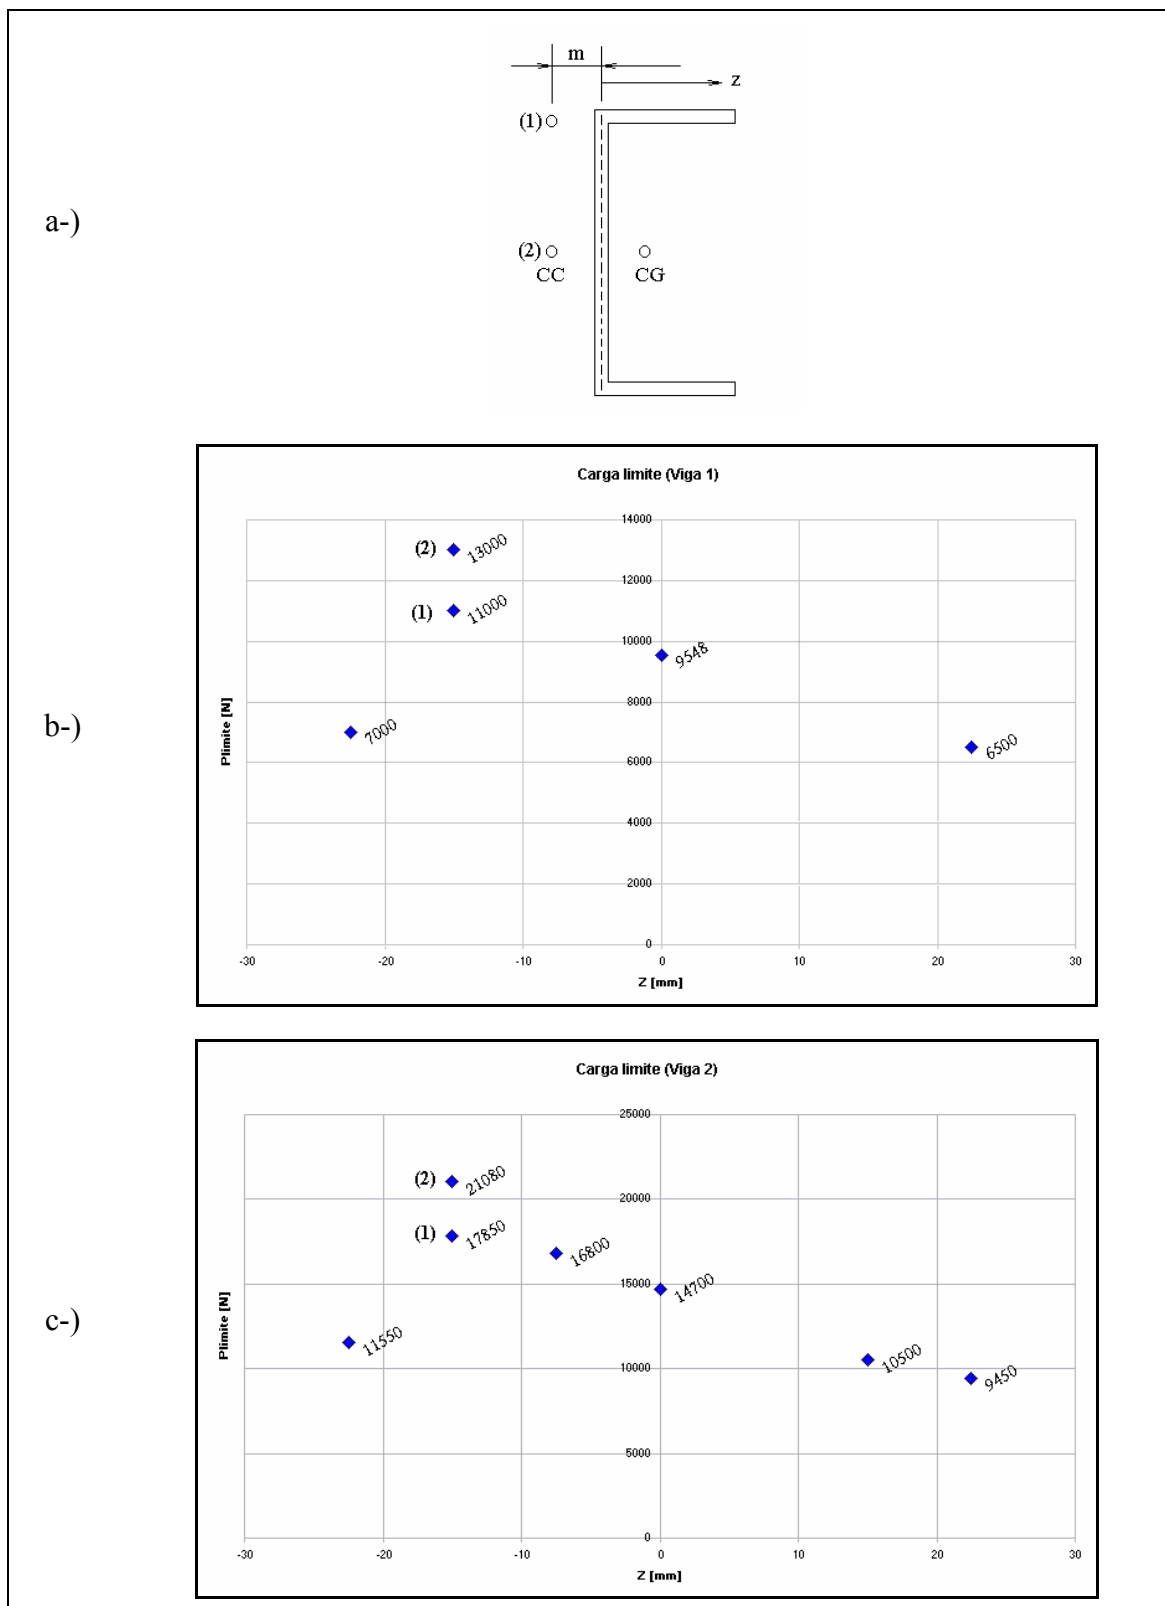 m
z
(1)
a-)
(2)
CC CG
Carga limite (Viga 1)
14000
(2) 13000
12000
(1) 11000
10000
9548
b-)
Plimite [N]
8000
7000
6500
6000
4000
2000
0
-30 -20 -10 0 10 20 30
Z [mm]
Carga limite (Viga 2)
25000
(2) 21080
20000
(1) 17850
16800
15000
14700
c-)
Plimite [N]
11550
10500
10000
9450
5000
0
-30 -20 -10 0 10 20 30
Z [mm]